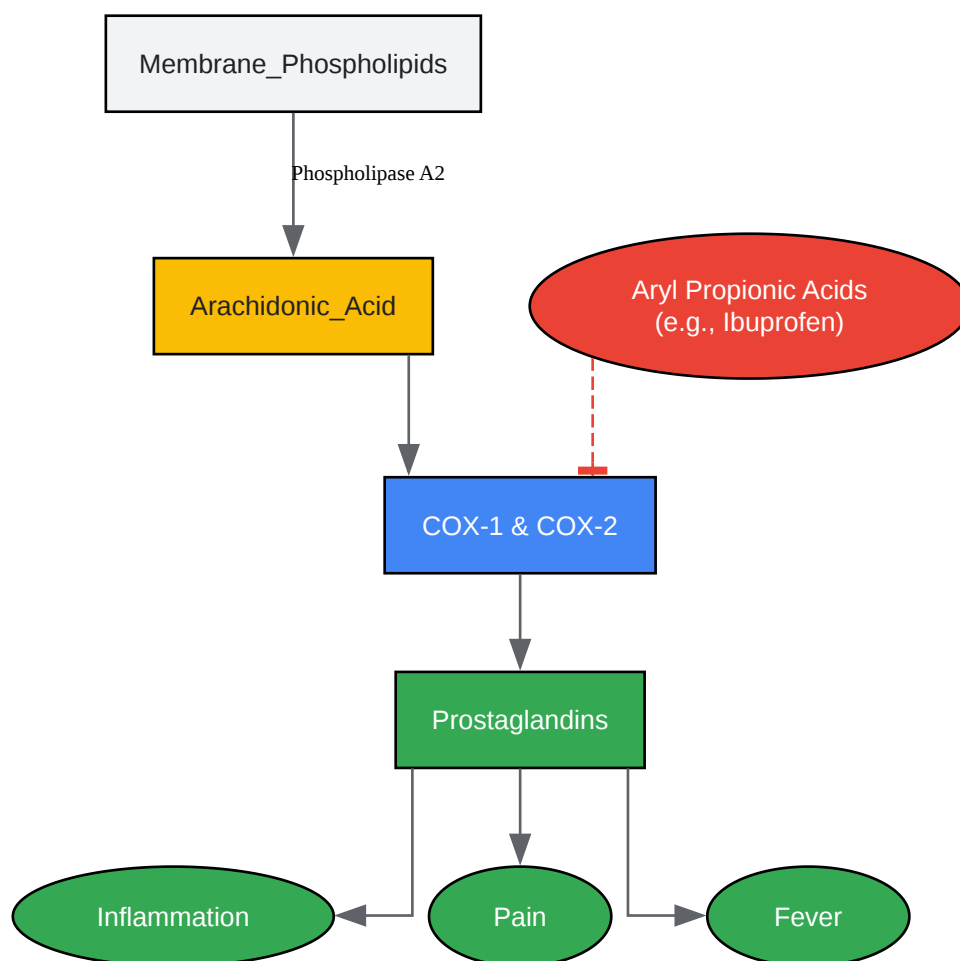 Membrane_Phospholipids
Phospholipase A2
Arachidonic_Acid
Aryl Propionic Acids
(e.g., Ibuprofen)
COX-1 & COX-2
Prostaglandins
Inflammation
Pain
Fever